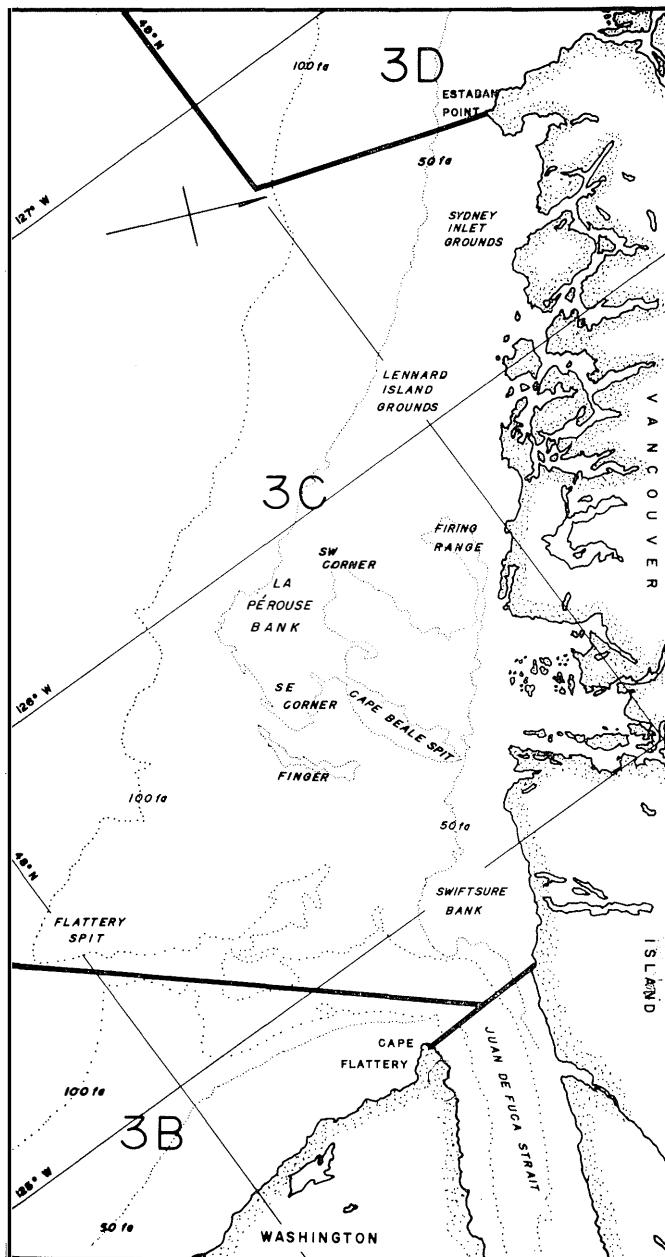 49° N
100 fa
3D
ESTABAN
POINT
50 fa
127° W
SYDNEY
INLET
GROUNDS
LENNARD
ISLAND
GROUNDS
VANCOUVER
3C
FIRING
RANGE
SW
CORNER
LA
PÉROUSE
BANK
126° W
SE
CORNER
CAPE BEALE SPIT
FINGER
100 fa
50 fa
48° N
SWIFTSURE
BANK
FLATTERY
SPIT
ISLAND
CAPE
FLATTERY
JUAN DE FUCA STRAIT
100 fa
3B
125° W
50 fa
WASHINGTON